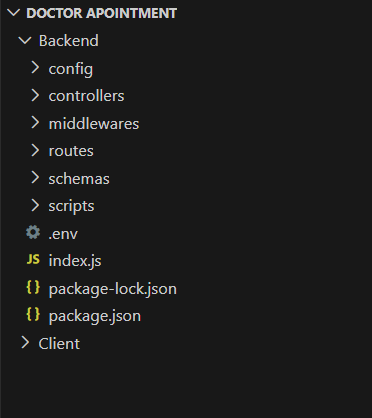 DOCTOR APOINTMENT
Backend
config
controllers
middlewares
routes
schemas
scripts
.env
JS index.js
{ } package-lock.json
{ } package.json
Client